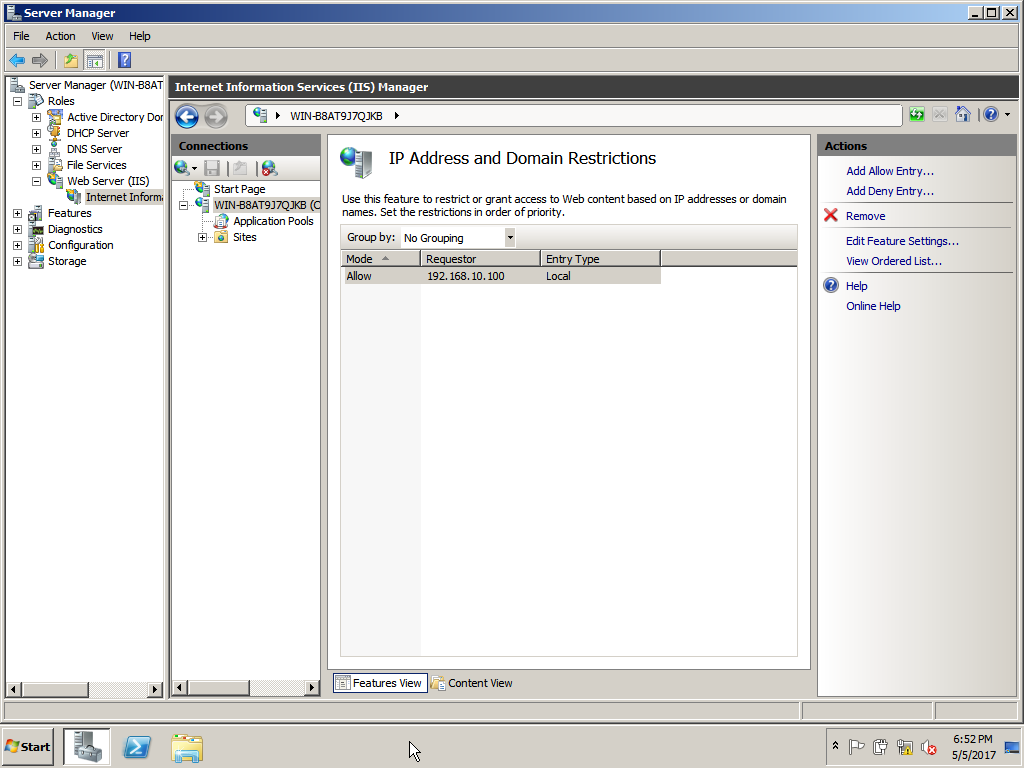 Server Manager
File Action View Help
Server Manager (WIN-B8AT
Roles
Active Directory Dor
DHCP Server
DNS Server
File Services
Web Server (IIS)
Internet Informa
Features
Diagnostics
Configuration
Storage
Internet Information Services (IIS) Manager
WIN-B8AT9J7QJKB
Connections
Start Page
WIN-B8AT9J7QJKB (C
Application Pools
Sites
IP Address and Domain Restrictions
Use this feature to restrict or grant access to Web content based on IP addresses or domain
names. Set the restrictions in order of priority.
Group by: No Grouping
Mode Requestor Entry Type
Allow 192.168.10.100 Local
Features View Content View
Actions
Add Allow Entry...
Add Deny Entry...
Remove
Edit Feature Settings...
View Ordered List...
Help
Online Help
Start
6:52 PM
5/5/2017